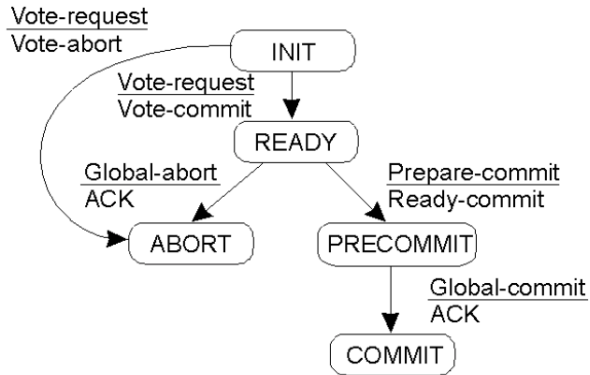 Vote-request
Vote-abort
INIT
Vote-request
Vote-commit
READY
Global-abort
ACK
Prepare-commit
Ready-commit
ABORT
PRECOMMIT
Global-commit
ACK
COMMIT